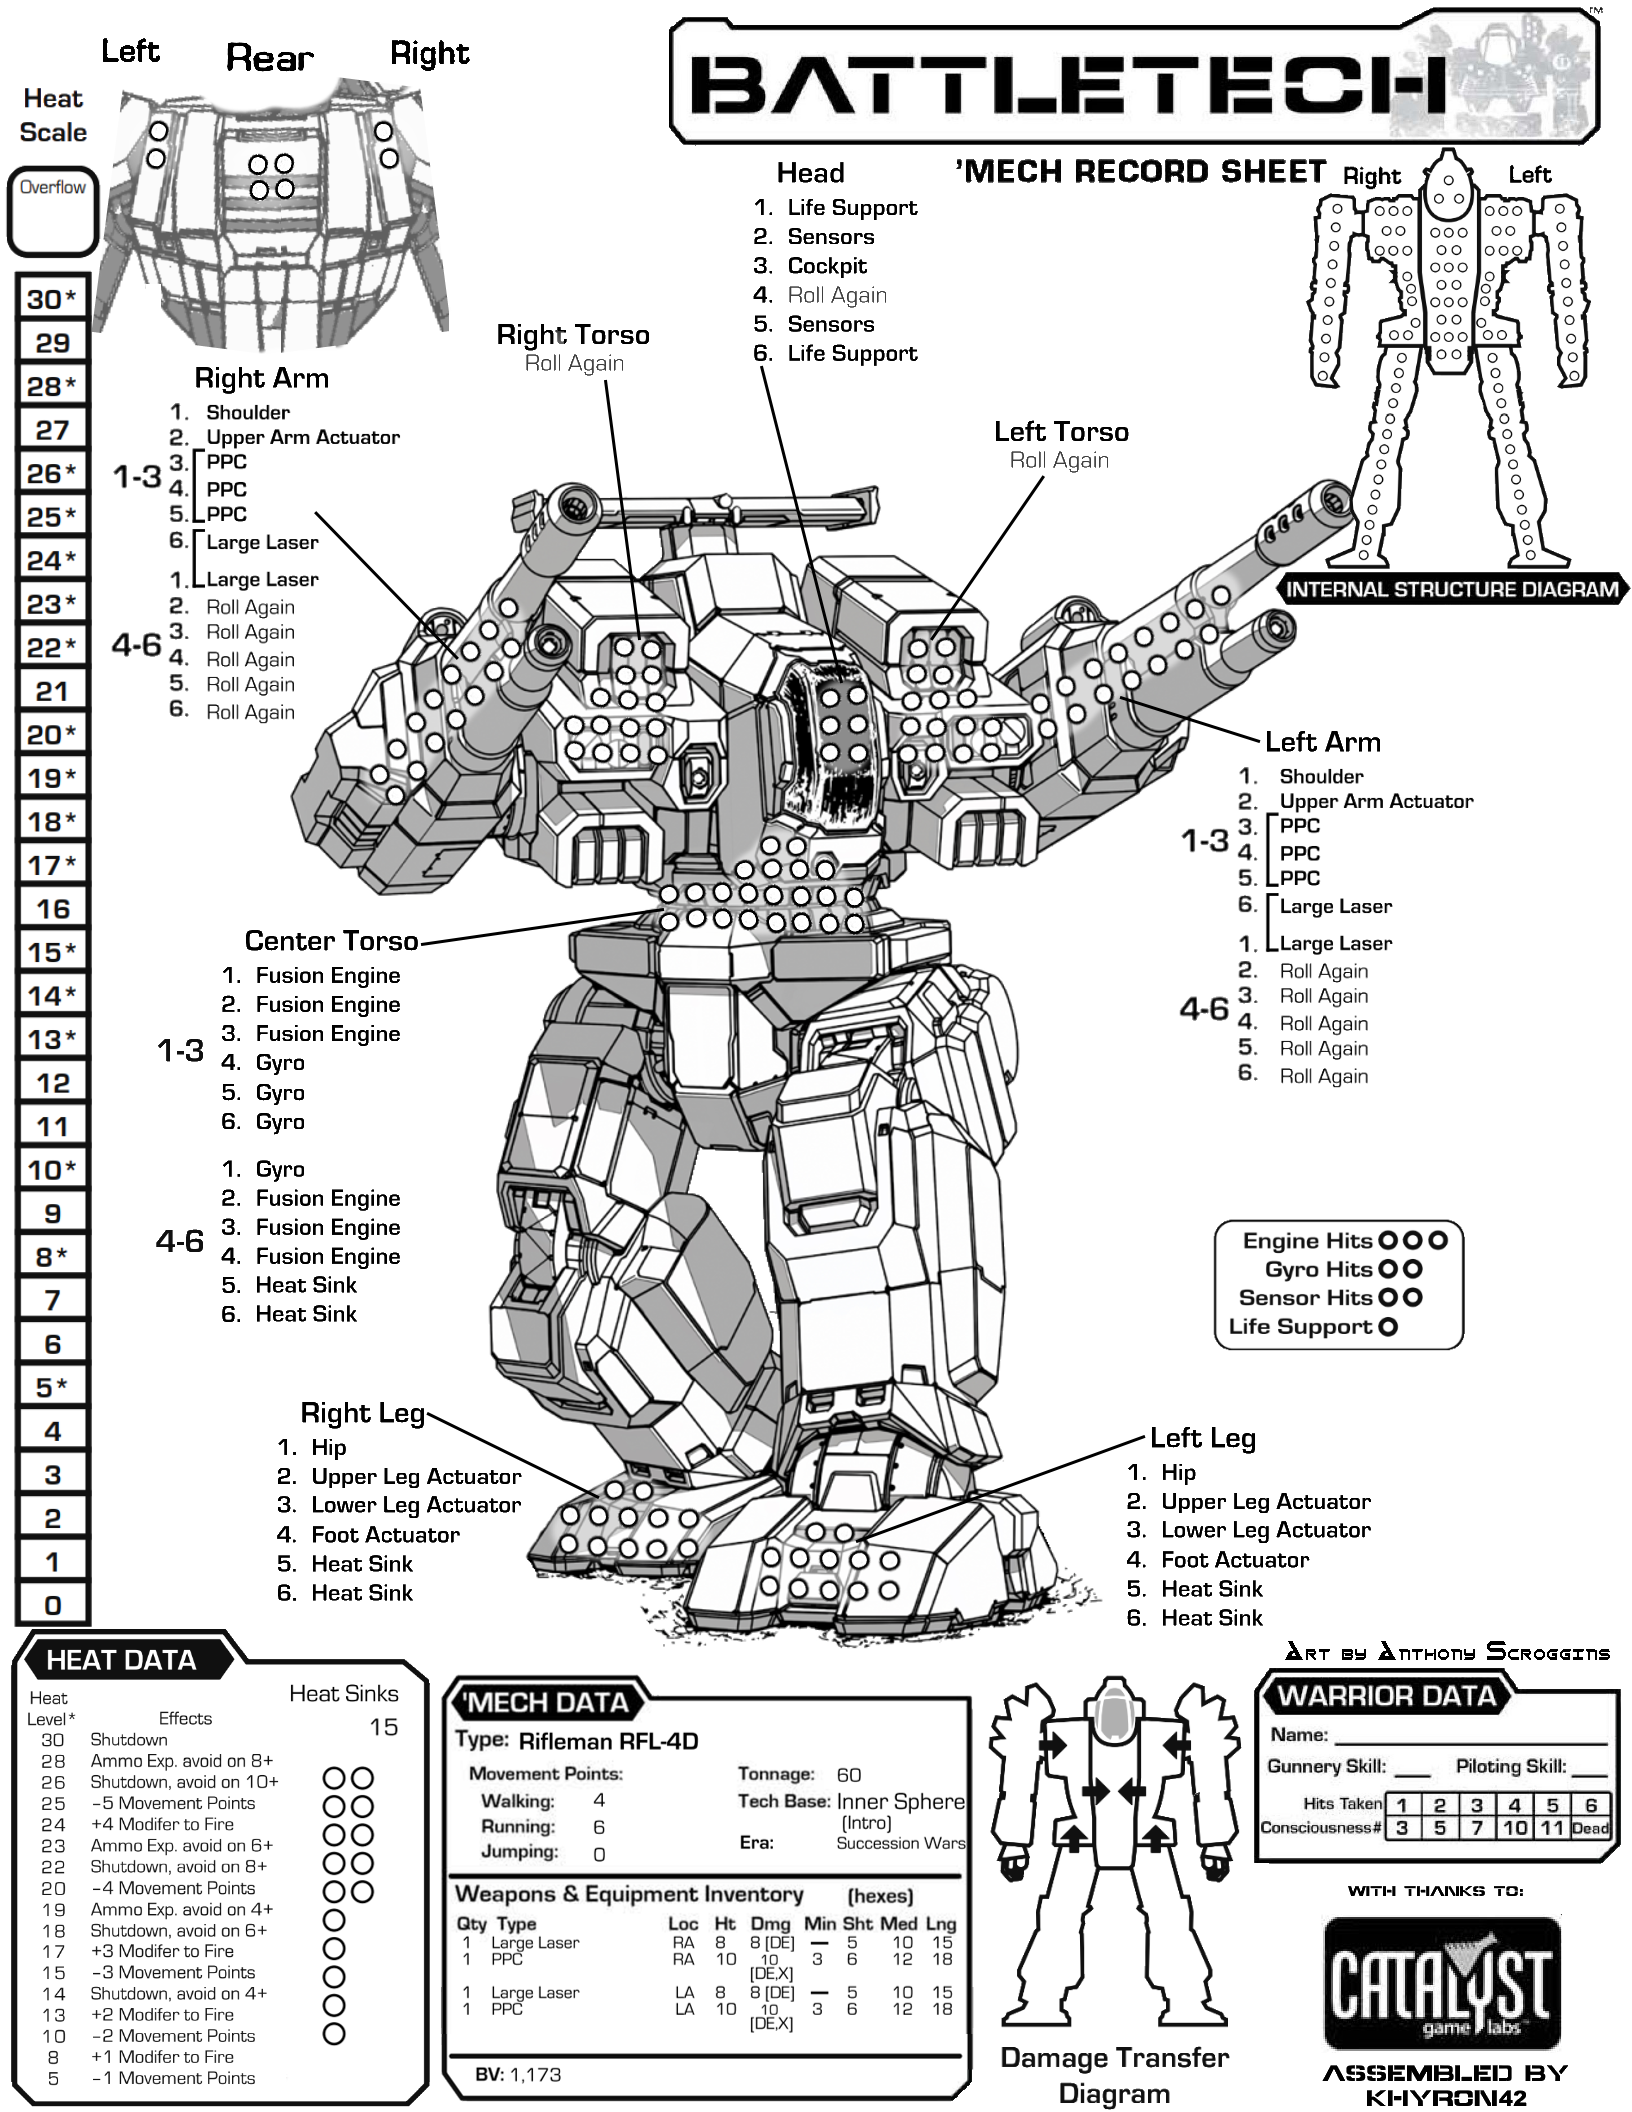 Left Rear Right
BATTLETECH
™
'MECH RECORD SHEET
Heat
Scale
Overflow
30*
29
28*
27
26*
25*
24*
23*
22*
21
20*
19*
18*
17*
16
15*
14*
13*
12
11
10*
9
8*
7
6
5*
4
3
2
1
0
Head
1. Life Support
2. Sensors
3. Cockpit
4. Roll Again
5. Sensors
6. Life Support
Right Left
INTERNAL STRUCTURE DIAGRAM
Right Torso
Roll Again
Left Torso
Roll Again
Right Arm
1. Shoulder
2. Upper Arm Actuator
1-3
3. PPC
4. PPC
5. PPC
6. Large Laser
1. Large Laser
2. Roll Again
4-6
3. Roll Again
4. Roll Again
5. Roll Again
6. Roll Again
Left Arm
1. Shoulder
2. Upper Arm Actuator
1-3
3. PPC
4. PPC
5. PPC
6. Large Laser
1. Large Laser
2. Roll Again
4-6
3. Roll Again
4. Roll Again
5. Roll Again
6. Roll Again
Center Torso
1. Fusion Engine
2. Fusion Engine
3. Fusion Engine
1-3
4. Gyro
5. Gyro
6. Gyro
1. Gyro
2. Fusion Engine
3. Fusion Engine
4-6
4. Fusion Engine
5. Heat Sink
6. Heat Sink
Engine Hits
Gyro Hits
Sensor Hits
Life Support
Right Leg
1. Hip
2. Upper Leg Actuator
3. Lower Leg Actuator
4. Foot Actuator
5. Heat Sink
6. Heat Sink
Left Leg
1. Hip
2. Upper Leg Actuator
3. Lower Leg Actuator
4. Foot Actuator
5. Heat Sink
6. Heat Sink
HEAT DATA
Heat Sinks
15
Heat
Level* Effects
30 Shutdown
28 Ammo Exp. avoid on 8+
26 Shutdown, avoid on 10+
25 -5 Movement Points
24 +4 Modifer to Fire
23 Ammo Exp. avoid on 6+
22 Shutdown, avoid on 8+
20 -4 Movement Points
19 Ammo Exp. avoid on 4+
18 Shutdown, avoid on 6+
17 +3 Modifer to Fire
15 -3 Movement Points
14 Shutdown, avoid on 4+
13 +2 Modifer to Fire
10 -2 Movement Points
8 +1 Modifer to Fire
5 -1 Movement Points
'MECH DATA
Type: Rifleman RFL-4D
Movement Points: Tonnage: 60
Walking: 4 Tech Base: Inner Sphere
(Intro)
Running: 6
Era: Succession Wars
Jumping: 0
Weapons & Equipment Inventory (hexes)
Qty Type Loc Ht Dmg Min Sht Med Lng
1 Large Laser RA 8 8 [DE] — 5 10 15
1 PPC RA 10 10 3 6 12 18
[DE,X]
1 Large Laser LA 8 8 [DE] — 5 10 15
1 PPC LA 10 10 3 6 12 18
[DE,X]
BV: 1,173
Damage Transfer
Diagram
Art by Anthony Scroggins
WARRIOR DATA
Name:
Gunnery Skill: Piloting Skill:
Hits Taken 1 2 3 4 5 6
Consciousness# 3 5 7 10 11 Dead
WITH THANKS TO:
CATALYST
game labs™
ASSEMBLED BY
KHYRON42